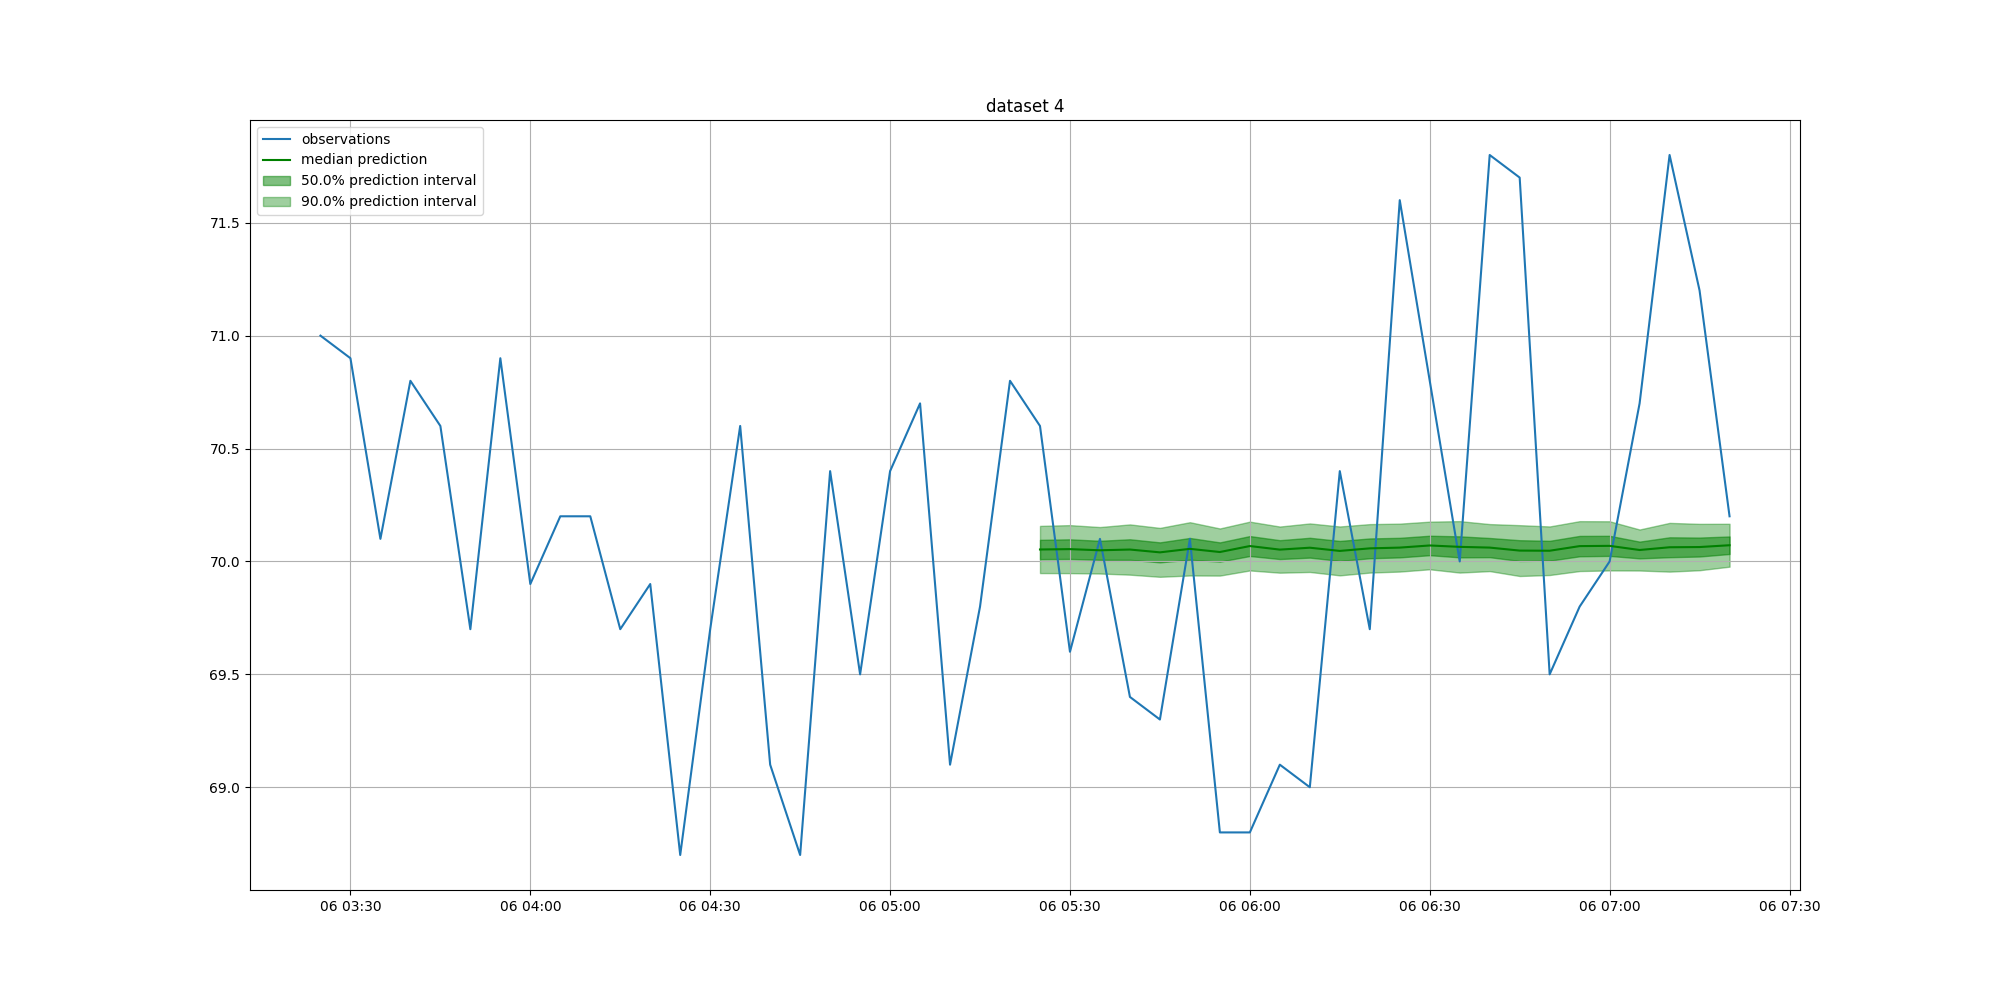 dataset 4
observations
median prediction
50.0% prediction interval
90.0% prediction interval
71.5
71.0
70.5
70.0
69.5
69.0
06 03:30 06 04:00 06 04:30 06 05:00 06 05:30 06 06:00 06 06:30 06 07:00 06 07:30